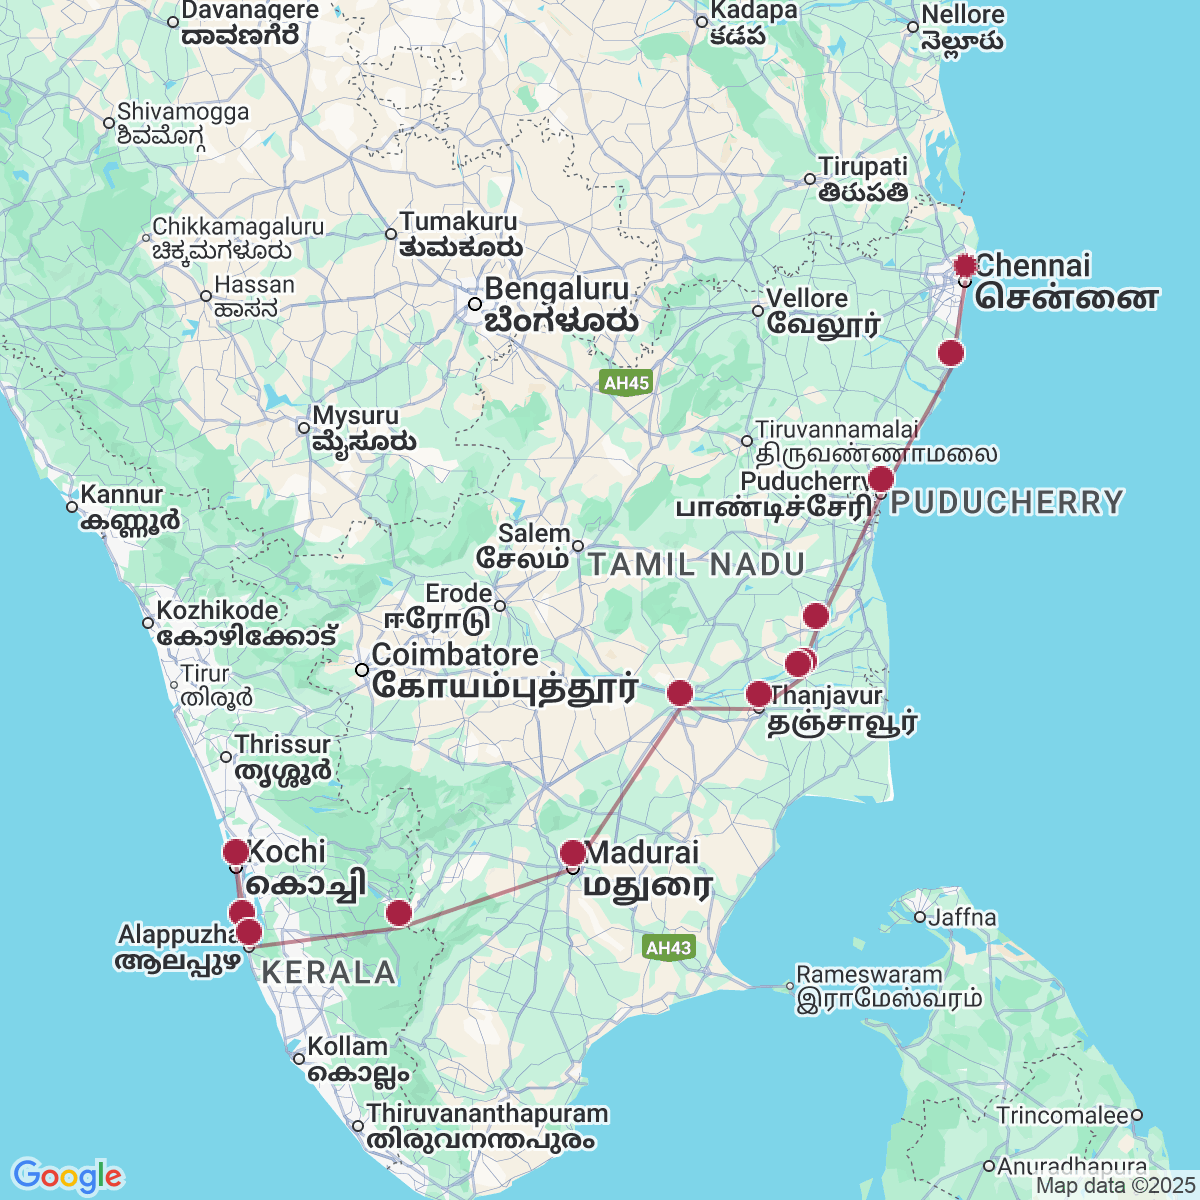 Davanagere
ದಾವಣಗೆರೆ
Kadapa
కడప
Nellore
నెల్లూరు
Shivamogga
ಶಿವಮೊಗ್ಗ
Tirupati
తిరుపతి
Chikkamagaluru
ಚಿಕ್ಕಮಗಳೂರು
Tumakuru
ತುಮಕೂರು
Hassan
ಹಾಸನ
Bengaluru
ಬೆಂಗಳೂರು
Chennai
சென்னை
Vellore
வேலூர்
AH45
Mysuru
ಮೈಸೂರು
Tiruvannamalai
திருவண்ணாமலை
Kannur
കണ്ണൂർ
Puducherry
பாண்டிச்சேரி
PUDUCHERRY
Salem
சேலம்
TAMIL NADU
Erode
ஈரோடு
Kozhikode
കോഴിക്കോട്
Coimbatore
கோயம்புத்தூர்
Tirur
തിരൂർ
Thanjavur
தஞ்சாவூர்
Thrissur
തൃശ്ശൂർ
Kochi
കൊച്ചി
Madurai
மதுரை
Alappuzha
ആലപ്പുഴ
KERALA
AH43
Jaffna
Rameswaram
இராமேஸ்வரம்
Kollam
കൊല്ലം
Thiruvananthapuram
തിരുവനന്തപുരം
Trincomalee
Anuradhapura
Google
Map data ©2025